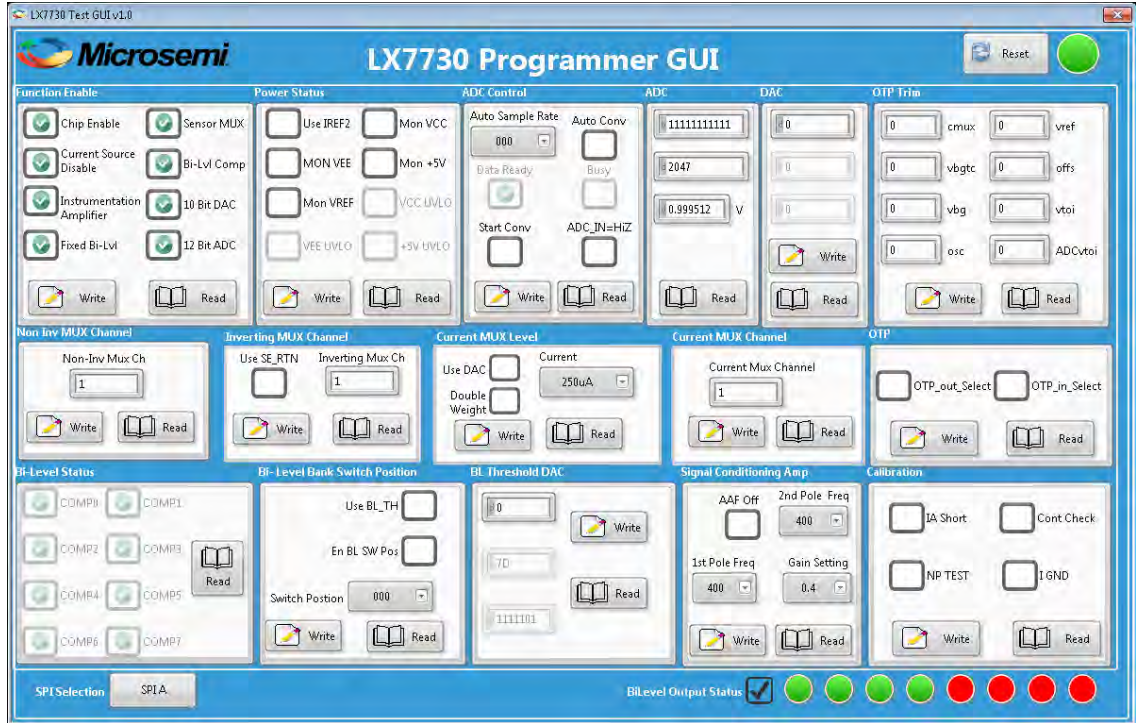 LX7730 Test GUI v1.0
Microsemi
LX7730 Programmer GUI
Reset
Function Enable
Chip Enable
Sensor MUX
Current Source
Disable
Bi-Lvl Comp
Instrumentation
Amplifier
10 Bit DAC
Fixed Bi-Lvl
12 Bit ADC
Write
Read
Power Status
Use IREF2
Mon VCC
MON VEE
Mon +5V
Mon VREF
VCC UVLO
VEE UVLO
+5V UVLO
Write
Read
ADC Control
Auto Sample Rate
Auto Conv
000
Data Ready
Busy
Start Conv
ADC_IN=HiZ
Write
Read
ADC
11111111111
2047
0.999512 V
Read
DAC
0
0
0
Write
Read
OTP Trim
0 cmux 0 vref
0 vbgtc 0 offs
0 vbg 0 vtoi
0 osc 0 ADCvtoi
Write
Read
Non Inv MUX Channel
Non-Inv Mux Ch
1
Write
Read
Inverting MUX Channel
Use SE_RTN
Inverting Mux Ch
1
Write
Read
Current MUX Level
Use DAC
Current
250uA
Double
Weight
Write
Read
Current MUX Channel
Current Mux Channel
1
Write
Read
OTP
OTP_out_Select
OTP_in_Select
Write
Read
Bi-Level Status
COMP0
COMP1
COMP2
COMP3
COMP4
COMP5
COMP6
COMP7
Read
Bi- Level Bank Switch Position
Use BL_TH
En BL SW Pos
Switch Postion
000
Write
Read
BL Threshold DAC
0
Write
7D
Read
1111101
Signal Conditioning Amp
AAF Off
2nd Pole Freq
400
1st Pole Freq
Gain Setting
400
0.4
Write
Read
Calibration
IA Short
Cont Check
NP TEST
I GND
Write
Read
SPI Selection
SPI A
BiLevel Output Status